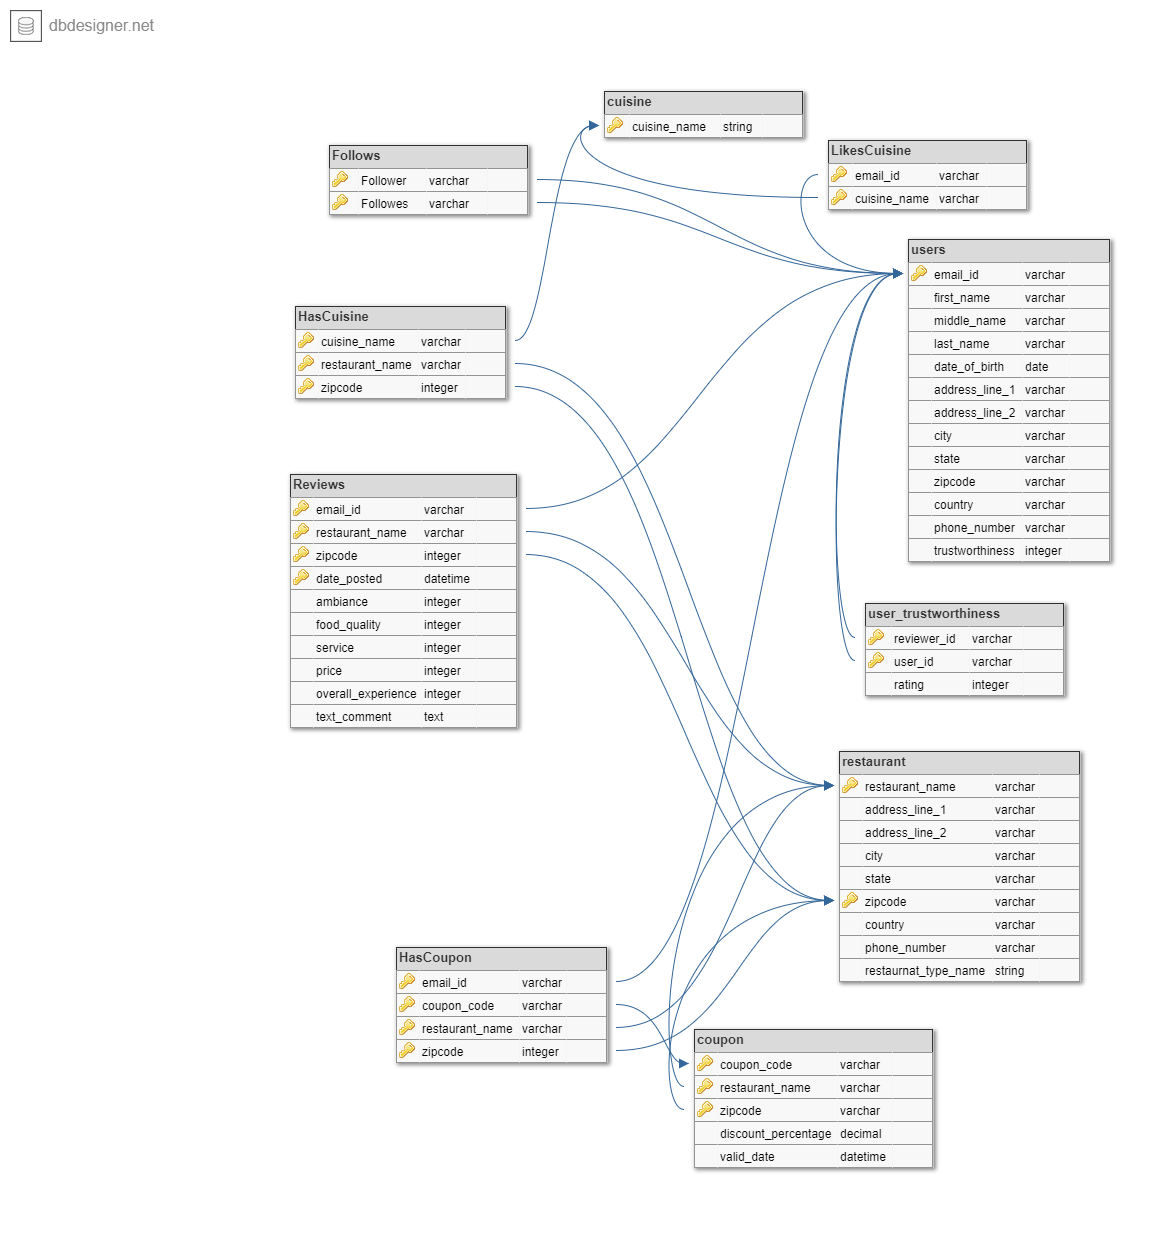 dbdesigner.net
cuisine
cuisine_name string
Follows
Follower varchar
Followes varchar
LikesCuisine
email_id varchar
cuisine_name varchar
users
email_id varchar
first_name varchar
middle_name varchar
last_name varchar
date_of_birth date
address_line_1 varchar
address_line_2 varchar
city varchar
state varchar
zipcode varchar
country varchar
phone_number varchar
trustworthiness integer
HasCuisine
cuisine_name varchar
restaurant_name varchar
zipcode integer
Reviews
email_id varchar
restaurant_name varchar
zipcode integer
date_posted datetime
ambiance integer
food_quality integer
service integer
price integer
overall_experience integer
text_comment text
user_trustworthiness
reviewer_id varchar
user_id varchar
rating integer
restaurant
restaurant_name varchar
address_line_1 varchar
address_line_2 varchar
city varchar
state varchar
zipcode varchar
country varchar
phone_number varchar
restaurnat_type_name string
HasCoupon
email_id varchar
coupon_code varchar
restaurant_name varchar
zipcode integer
coupon
coupon_code varchar
restaurant_name varchar
zipcode varchar
discount_percentage decimal
valid_date datetime